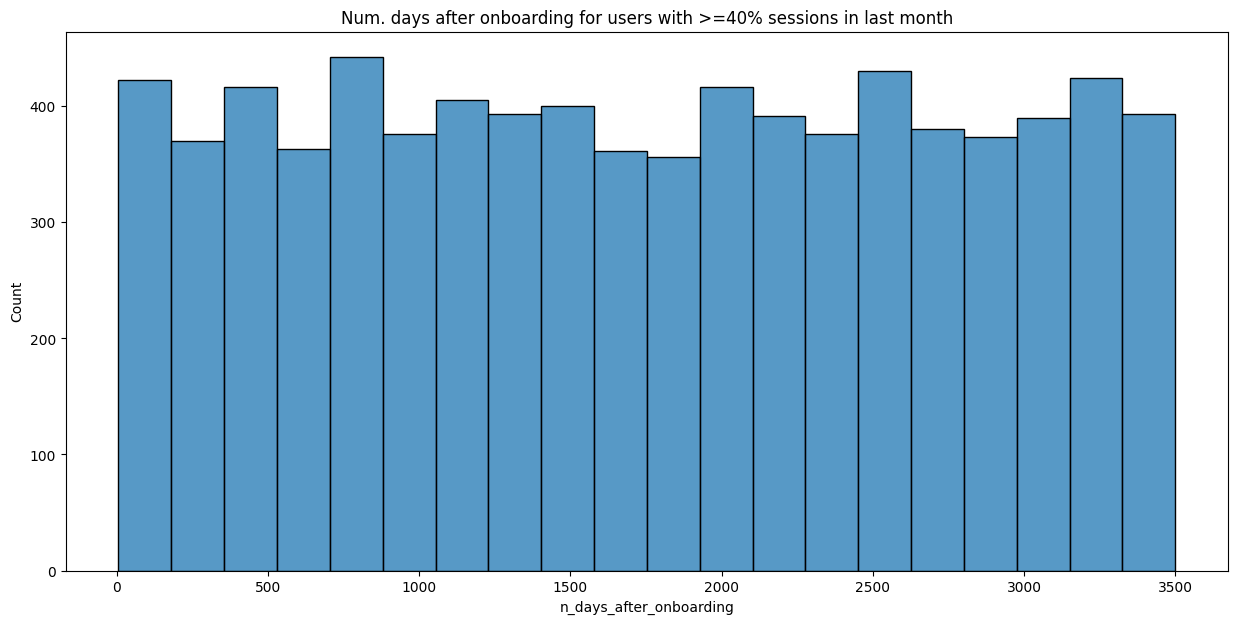 Num. days after onboarding for users with >=40% sessions in last month
Count
400
300
200
100
0
0 500 1000 1500 2000 2500 3000 3500
n_days_after_onboarding